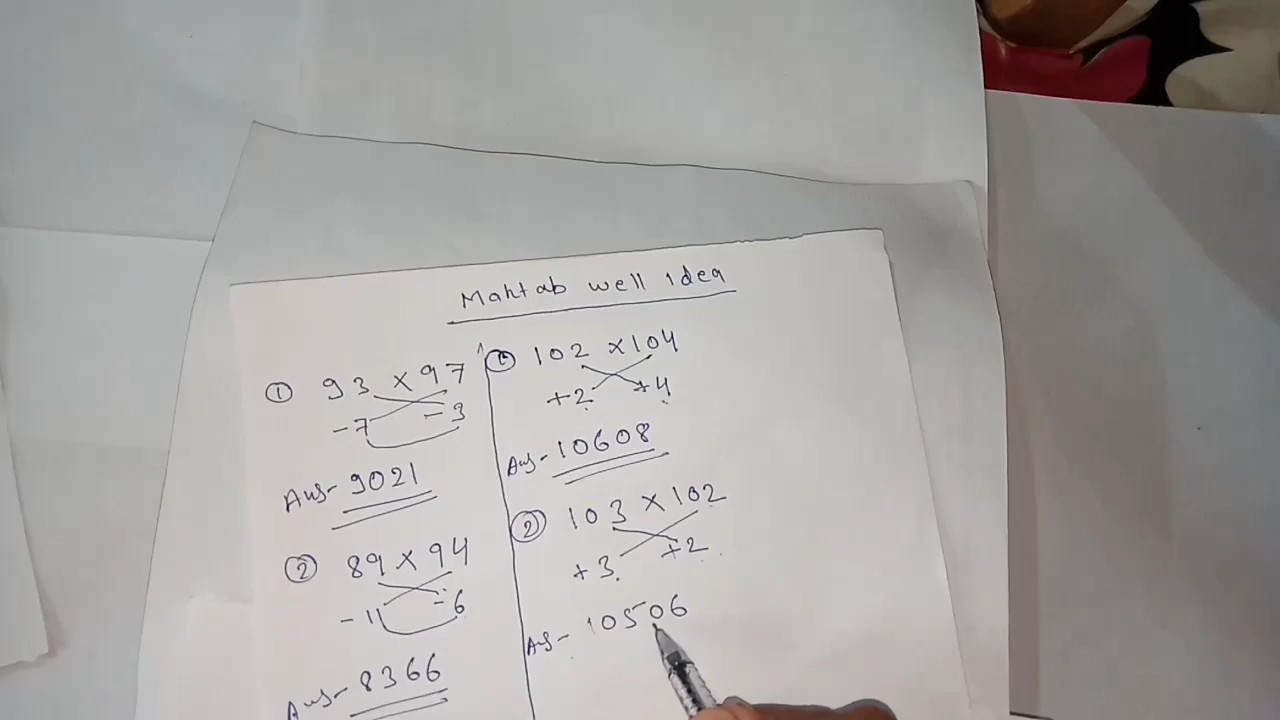 Mahtab well Idea
① 93 × 97
-7 -3
Ans- 9021
② 89 × 94
-11 -6
Ans- 8366
① 102 × 104
+2 +4
Ans- 10608
② 103 × 102
+3 +2
Ans- 10506